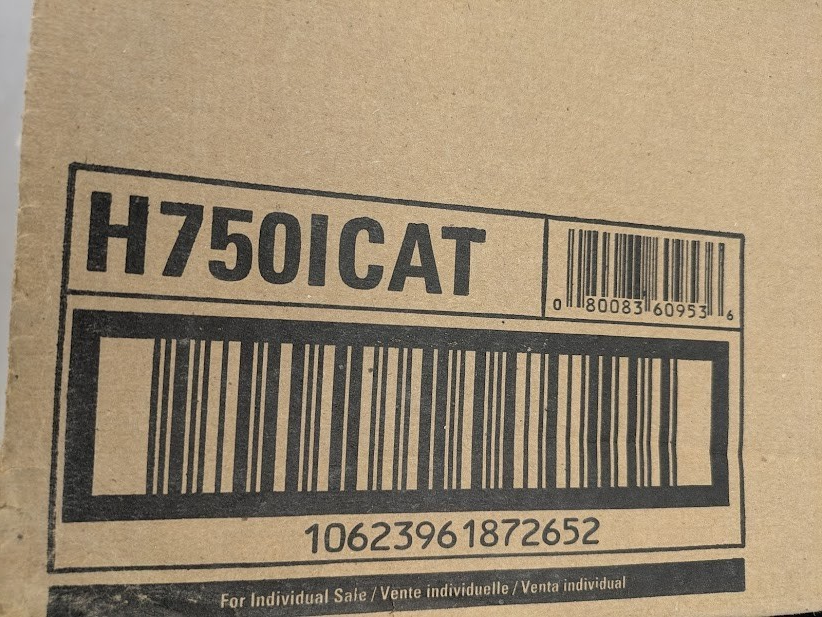 H750ICAT
0 80083 60953 6
10623961872652
For Individual Sale / Vente individuelle / Venta individual